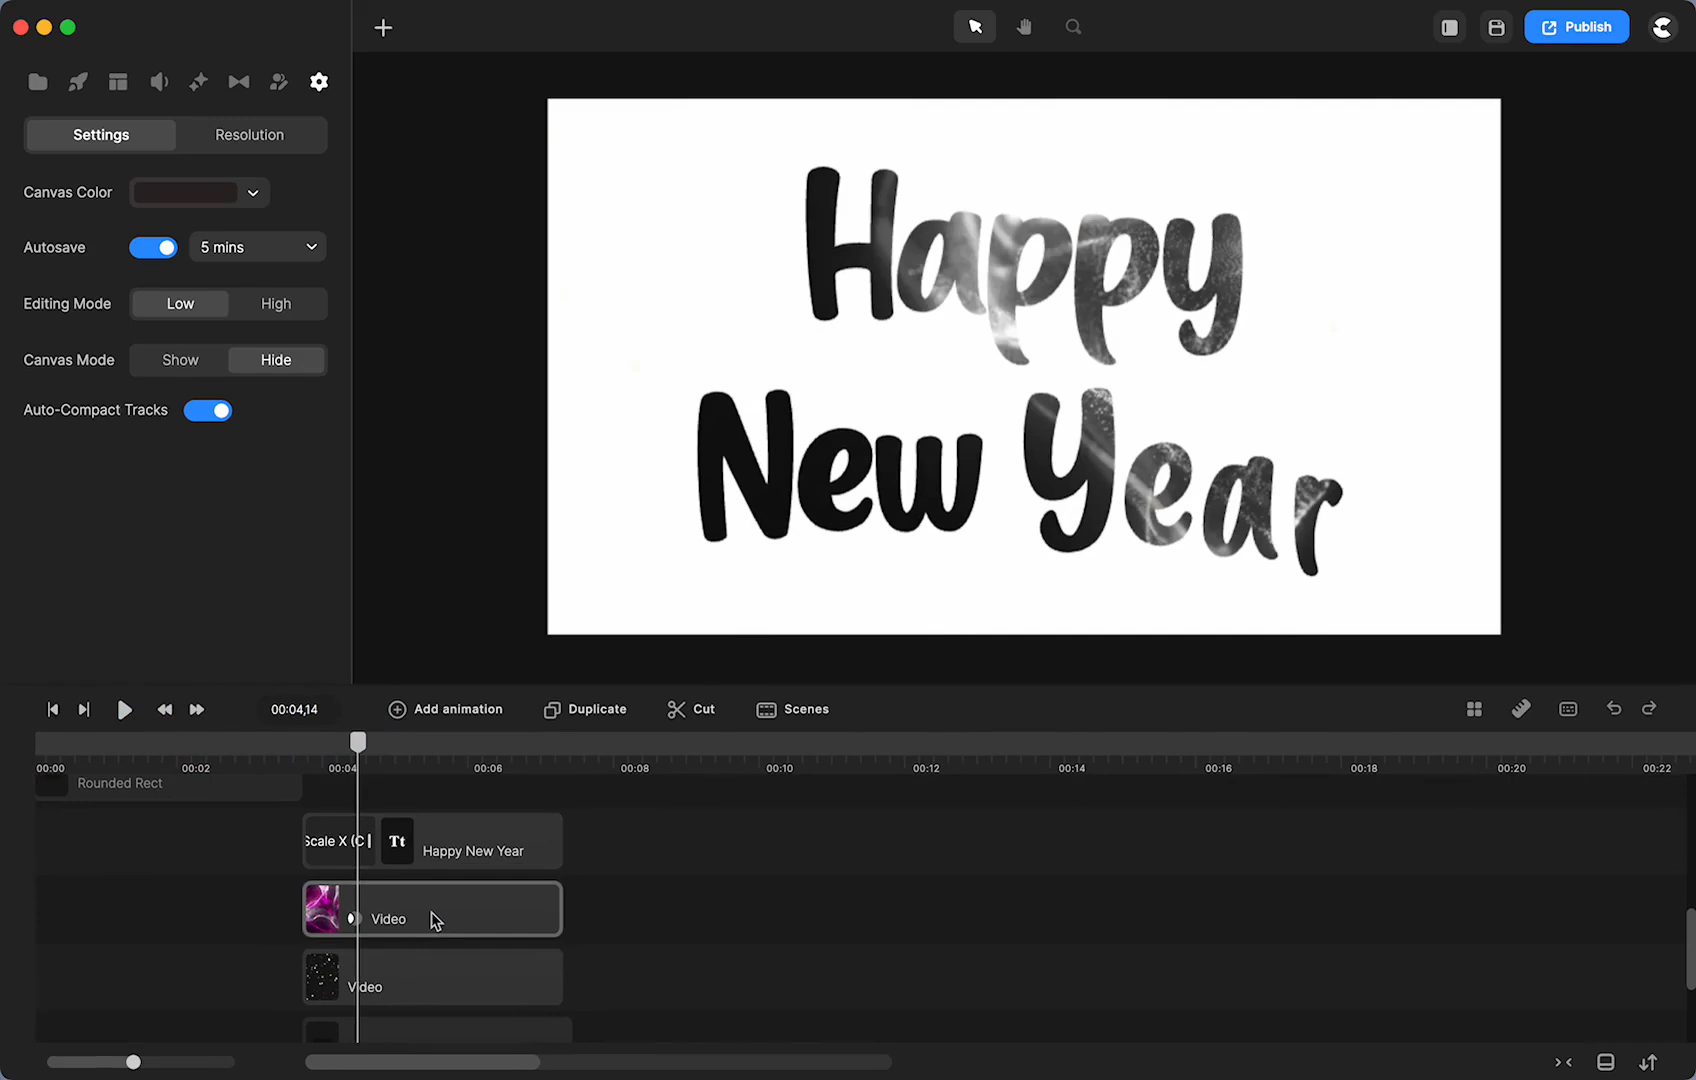 Publish
Settings
Resolution
Canvas Color
Autosave
5 mins
Editing Mode
Low
High
Canvas Mode
Show
Hide
Auto-Compact Tracks
Happy
New Year
00:04,14
Add animation
Duplicate
Cut
Scenes
00:00
00:02
00:04
00:06
00:08
00:10
00:12
00:14
00:16
00:18
00:20
00:22
Rounded Rect
Scale X (C
Tt
Happy New Year
Video
Video